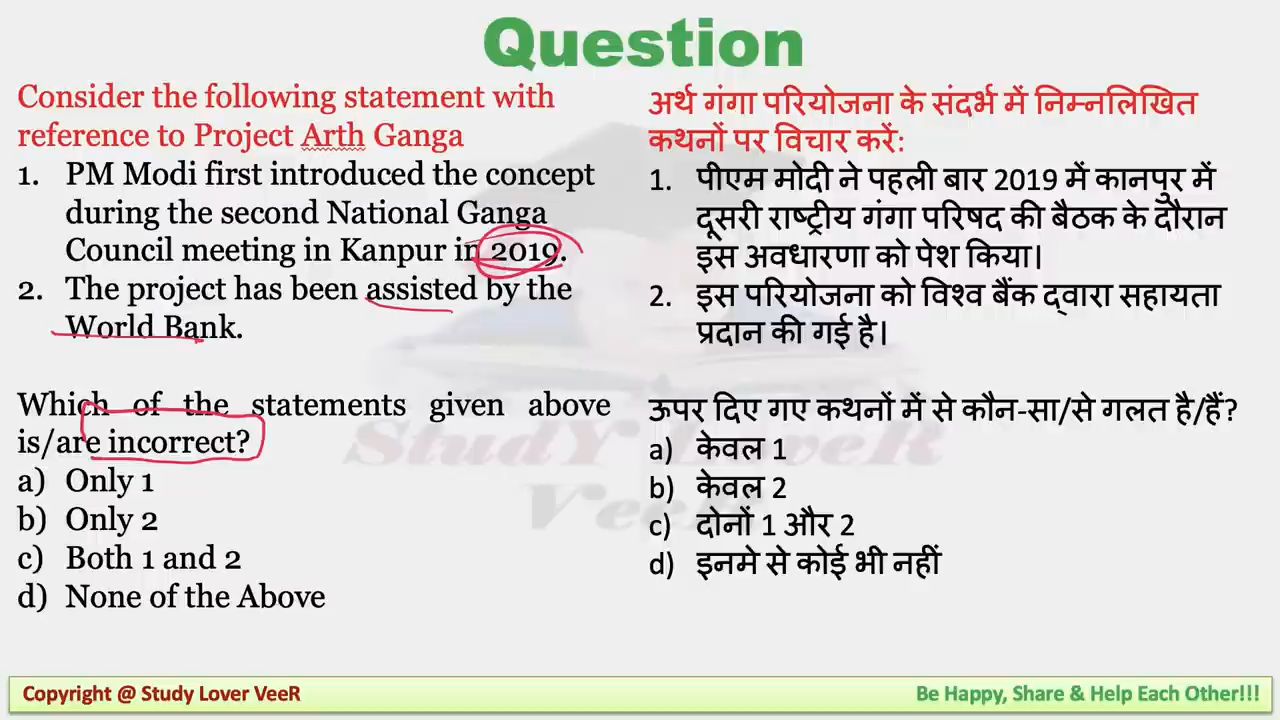 Question
Consider the following statement with
reference to Project Arth Ganga
1. PM Modi first introduced the concept
during the second National Ganga
Council meeting in Kanpur in 2019.
2. The project has been assisted by the
World Bank.
Which of the statements given above
is/are incorrect?
a) Only 1
b) Only 2
c) Both 1 and 2
d) None of the Above
अर्थ गंगा परियोजना के संदर्भ में निम्नलिखित
कथनों पर विचार करें:
1. पीएम मोदी ने पहली बार 2019 में कानपुर में
दूसरी राष्ट्रीय गंगा परिषद की बैठक के दौरान
इस अवधारणा को पेश किया।
2. इस परियोजना को विश्व बैंक द्वारा सहायता
प्रदान की गई है।
ऊपर दिए गए कथनों में से कौन-सा/से गलत है/हैं?
a) केवल 1
b) केवल 2
c) दोनों 1 और 2
d) इनमे से कोई भी नहीं
StudY LoveR
VeeR
Copyright @ Study Lover VeeR
Be Happy, Share & Help Each Other!!!